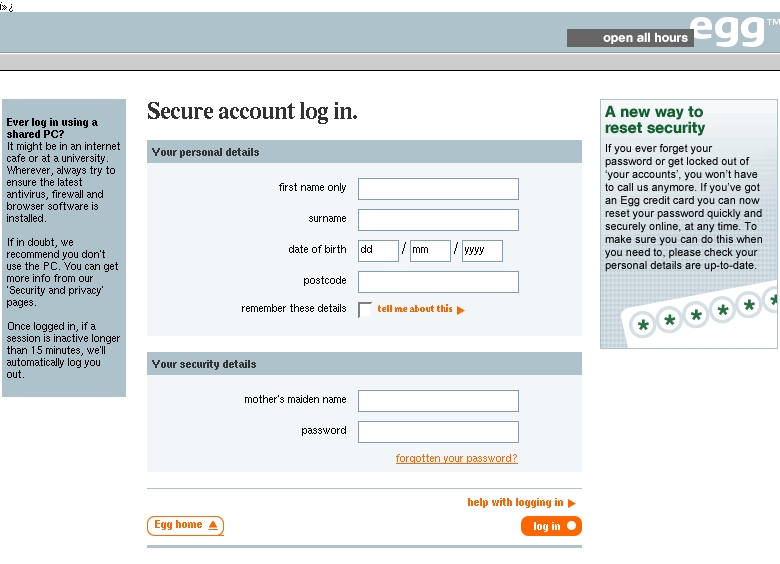 ï» ¿
open all hours
egg™
Secure account log in.
Ever log in using a
shared PC?
It might be in an internet
cafe or at a university.
Wherever, always try to
ensure the latest
antivirus, firewall and
browser software is
installed.
If in doubt, we
recommend you don't
use the PC. You can get
more info from our
'Security and privacy'
pages.
Once logged in, if a
session is inactive longer
than 15 minutes, we'll
automatically log you
out.
Your personal details
first name only
surname
date of birth dd / mm / yyyy
postcode
remember these details tell me about this
Your security details
mother's maiden name
password
forgotten your password?
help with logging in
Egg home
log in
A new way to
reset security
If you ever forget your
password or get locked out of
‘your accounts’, you won’t have
to call us anymore. If you’ve got
an Egg credit card you can now
reset your password quickly and
securely online, at any time. To
make sure you can do this when
you need to, please check your
personal details are up-to-date.
* * * * * *